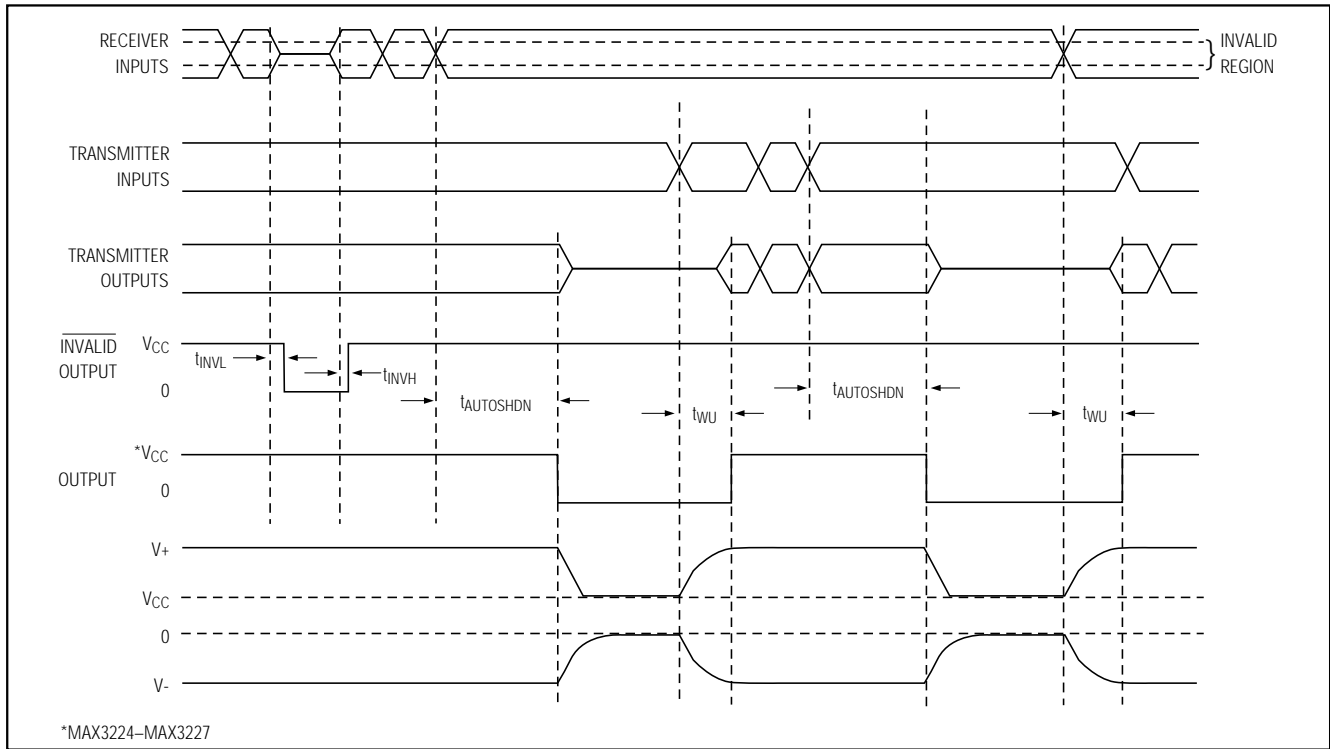 RECEIVER
INPUTS
} INVALID
REGION
TRANSMITTER
INPUTS
TRANSMITTER
OUTPUTS
INVALID
OUTPUT
VCC
0
tINVL
tINVH
tAUTOSHDN
tWU
tAUTOSHDN
tWU
OUTPUT
*VCC
0
V+
VCC
0
V-
*MAX3224–MAX3227